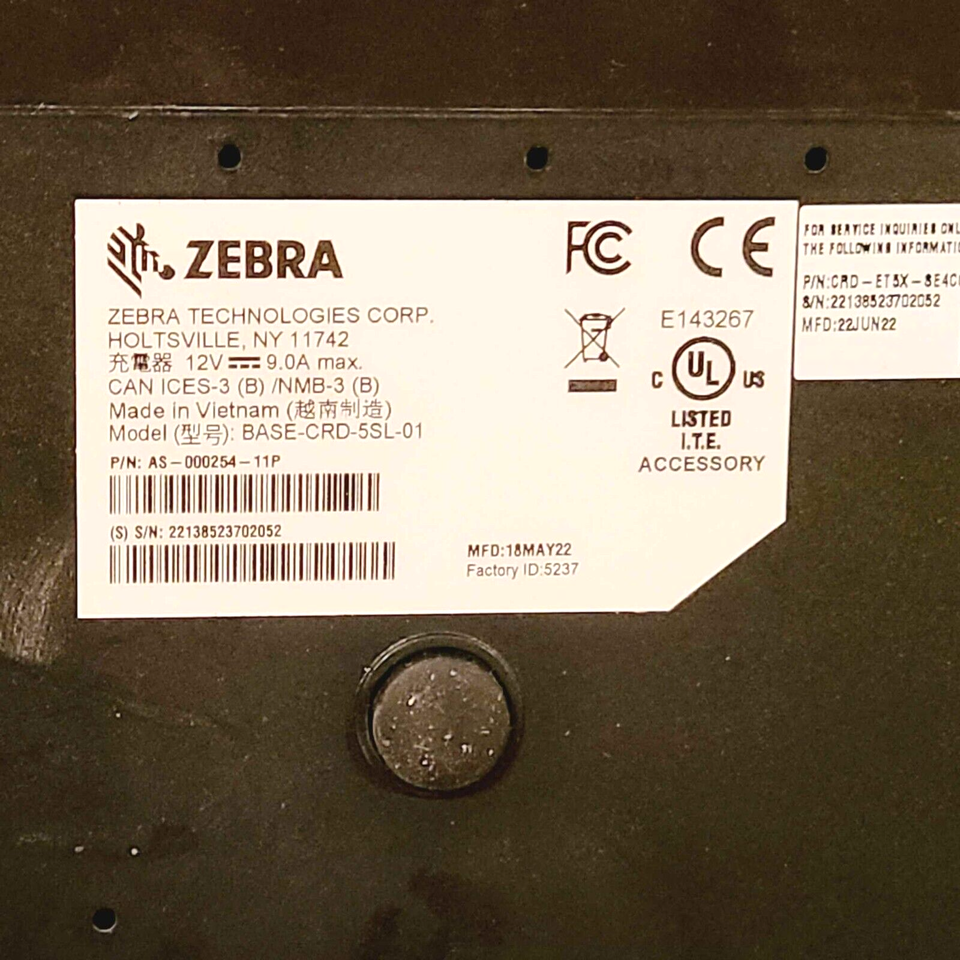 ZEBRA
ZEBRA TECHNOLOGIES CORP.
HOLTSVILLE, NY 11742
充電器 12V 9.0A max.
CAN ICES-3 (B) /NMB-3 (B)
Made in Vietnam (越南制造)
Model (型号): BASE-CRD-5SL-01
P/N: AS-000254-11P
(S) S/N: 22138523702052
MFD:18MAY22
Factory ID:5237
FC CE
E143267
C UL US
LISTED
I.T.E.
ACCESSORY
FOR SERVICE INQUIRIES
THE FOLLOWING
P/N:CRD-ET5X-SE4
S/N:22138523702052
MFD:22JUN22